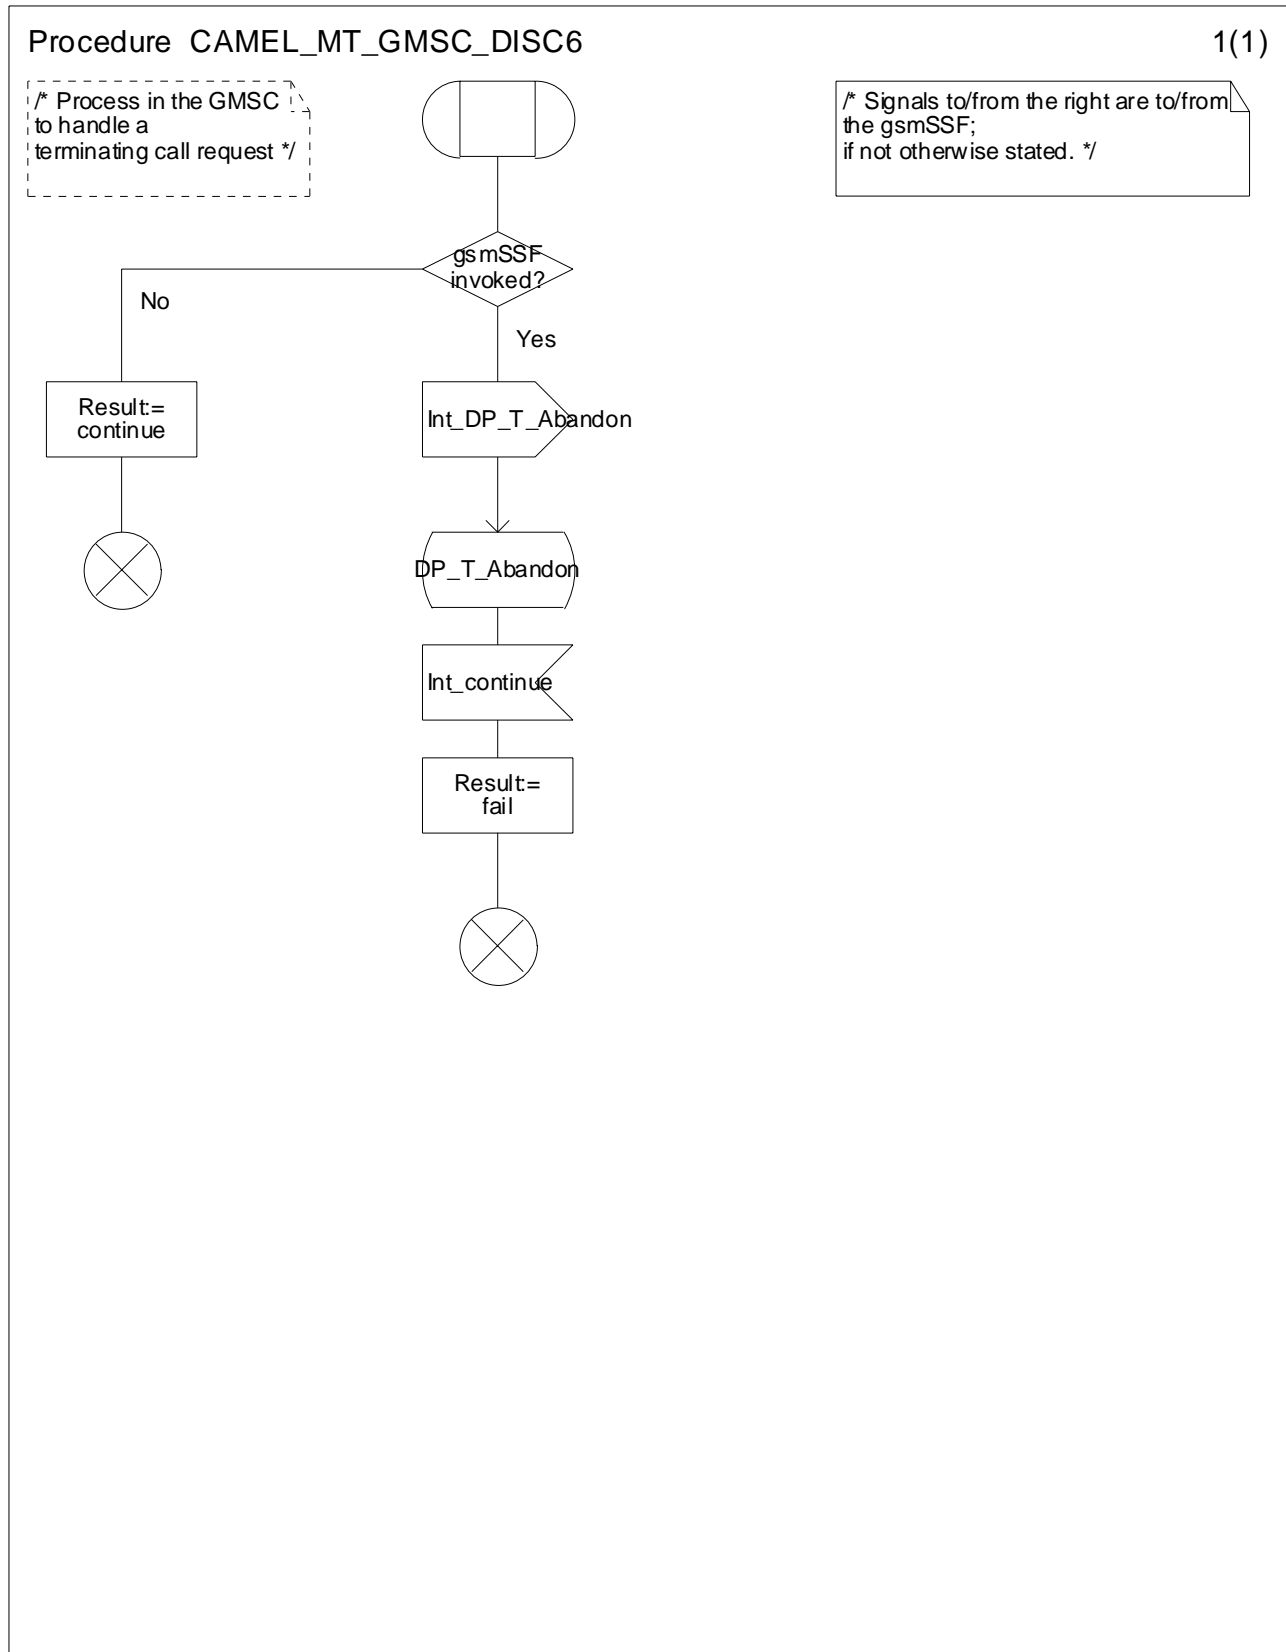 Procedure CAMEL_MT_GMSC_DISC6
1(1)
/* Process in the GMSC
to handle a
terminating call request */
/* Signals to/from the right are to/from
the gsmSSF;
if not otherwise stated. */
gsmSSF
invoked?
No
Yes
Result:=
continue
Int_DP_T_Abandon
DP_T_Abandon
Int_continue
Result:=
fail